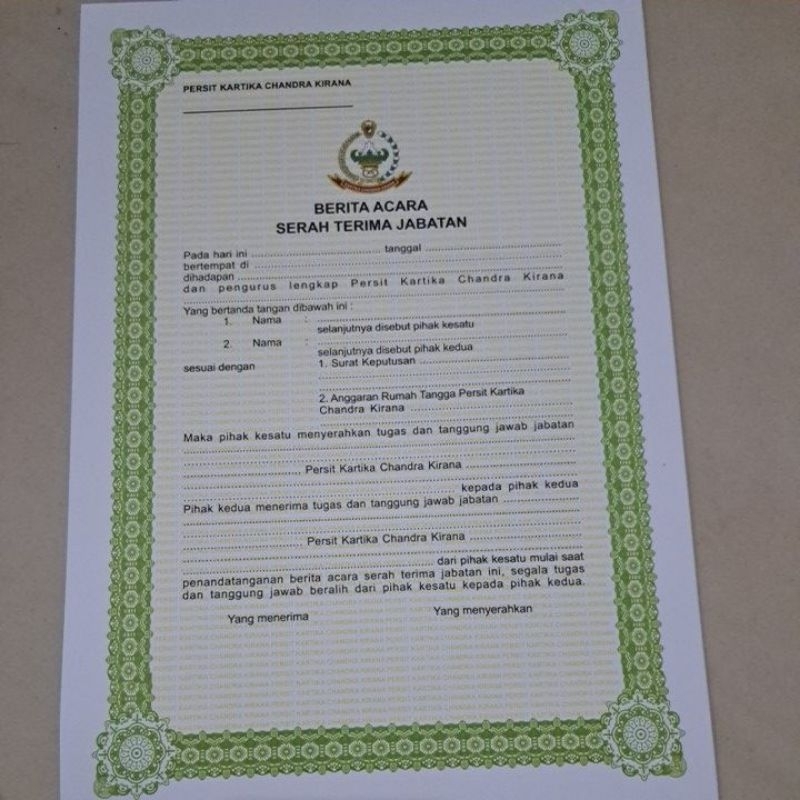 PERSIT KARTIKA CHANDRA KIRANA
BERITA ACARA
SERAH TERIMA JABATAN
Pada hari ini ........................................ tanggal ........................................
bertempat di ........................................
dihadapan ........................................
dan pengurus lengkap Persit Kartika Chandra Kirana
........................................
Yang bertanda tangan dibawah ini :
1. Nama : ........................................
selanjutnya disebut pihak kesatu
2. Nama : ........................................
selanjutnya disebut pihak kedua
sesuai dengan 1. Surat Keputusan ........................................
........................................
........................................
2. Anggaran Rumah Tangga Persit Kartika
Chandra Kirana ........................................
Maka pihak kesatu menyerahkan tugas dan tanggung jawab jabatan
........................................
........................................ Persit Kartika Chandra Kirana ........................................
........................................ kepada pihak kedua
Pihak kedua menerima tugas dan tanggung jawab jabatan ........................................
........................................
........................................ Persit Kartika Chandra Kirana ........................................
........................................ dari pihak kesatu mulai saat
penandatanganan berita acara serah terima jabatan ini, segala tugas
dan tanggung jawab beralih dari pihak kesatu kepada pihak kedua.
Yang menerima Yang menyerahkan